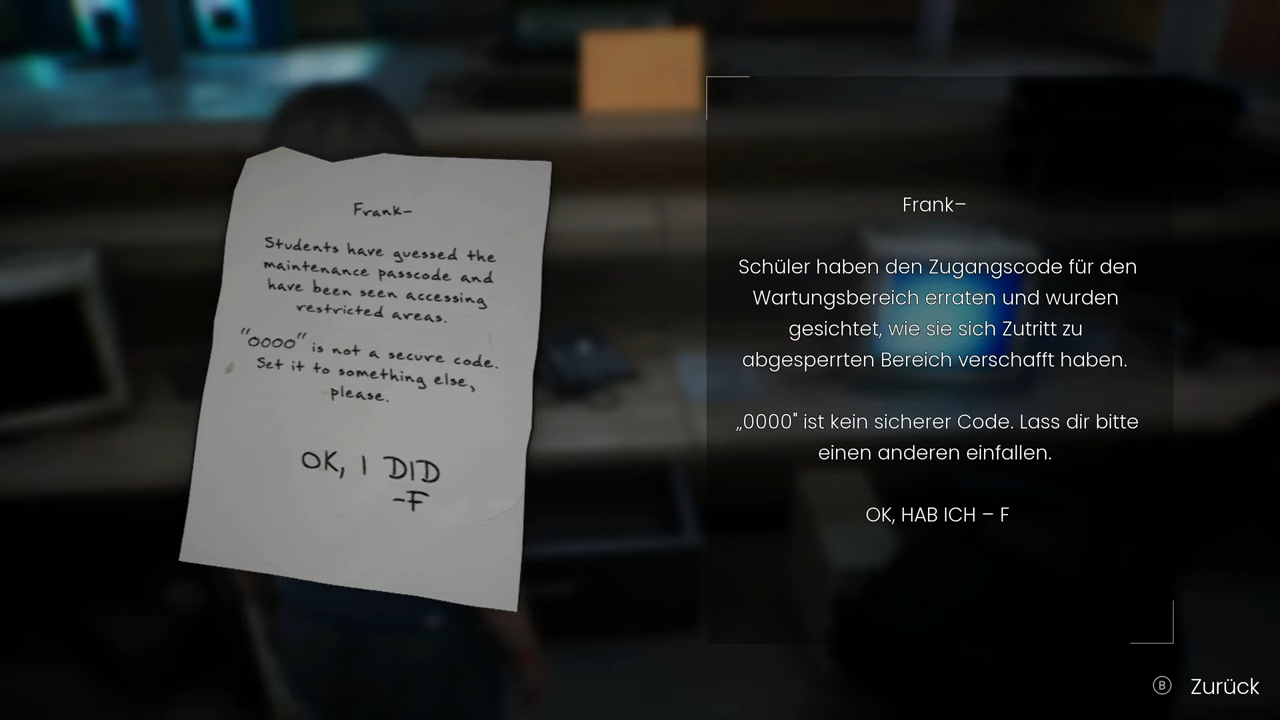 Frank-
Students have guessed the
maintenance passcode and
have been seen accessing
restricted areas.
"0000" is not a secure code.
Set it to something else,
please.
OK, I DID
-F
Frank–
Schüler haben den Zugangscode für den
Wartungsbereich erraten und wurden
gesichtet, wie sie sich Zutritt zu
abgesperrten Bereich verschafft haben.
„0000" ist kein sicherer Code. Lass dir bitte
einen anderen einfallen.
OK, HAB ICH – F
B Zurück